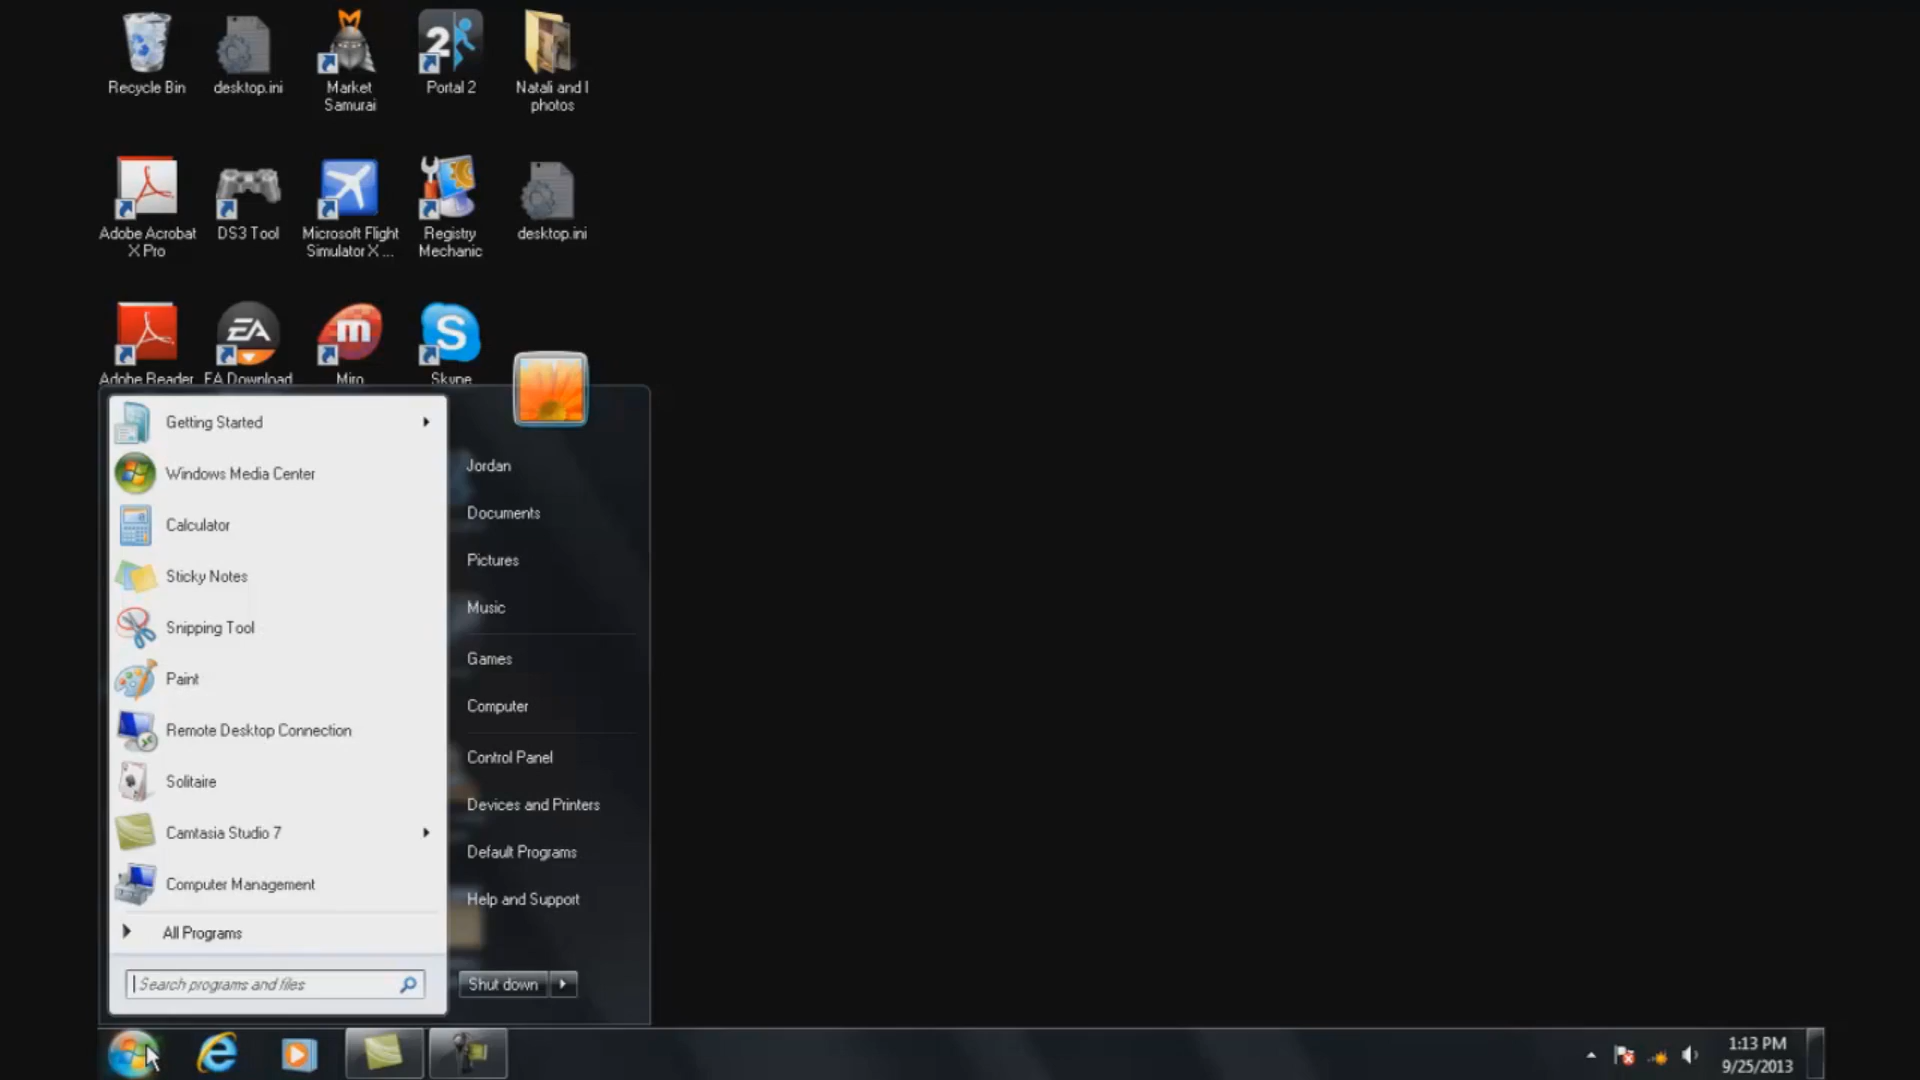 Recycle Bin
desktop.ini
Market
Samurai
2
Portal 2
Natali and I
photos
Adobe Acrobat
X Pro
DS3 Tool
Microsoft Flight
Simulator X ...
Registry
Mechanic
desktop.ini
EA
m
S
Adobe Reader
EA Download
Miro
Skype
Getting Started
Windows Media Center
Calculator
Sticky Notes
Snipping Tool
Paint
Remote Desktop Connection
Solitaire
Camtasia Studio 7
Computer Management
All Programs
Search programs and files
Jordan
Documents
Pictures
Music
Games
Computer
Control Panel
Devices and Printers
Default Programs
Help and Support
Shut down
1:13 PM
9/25/2013